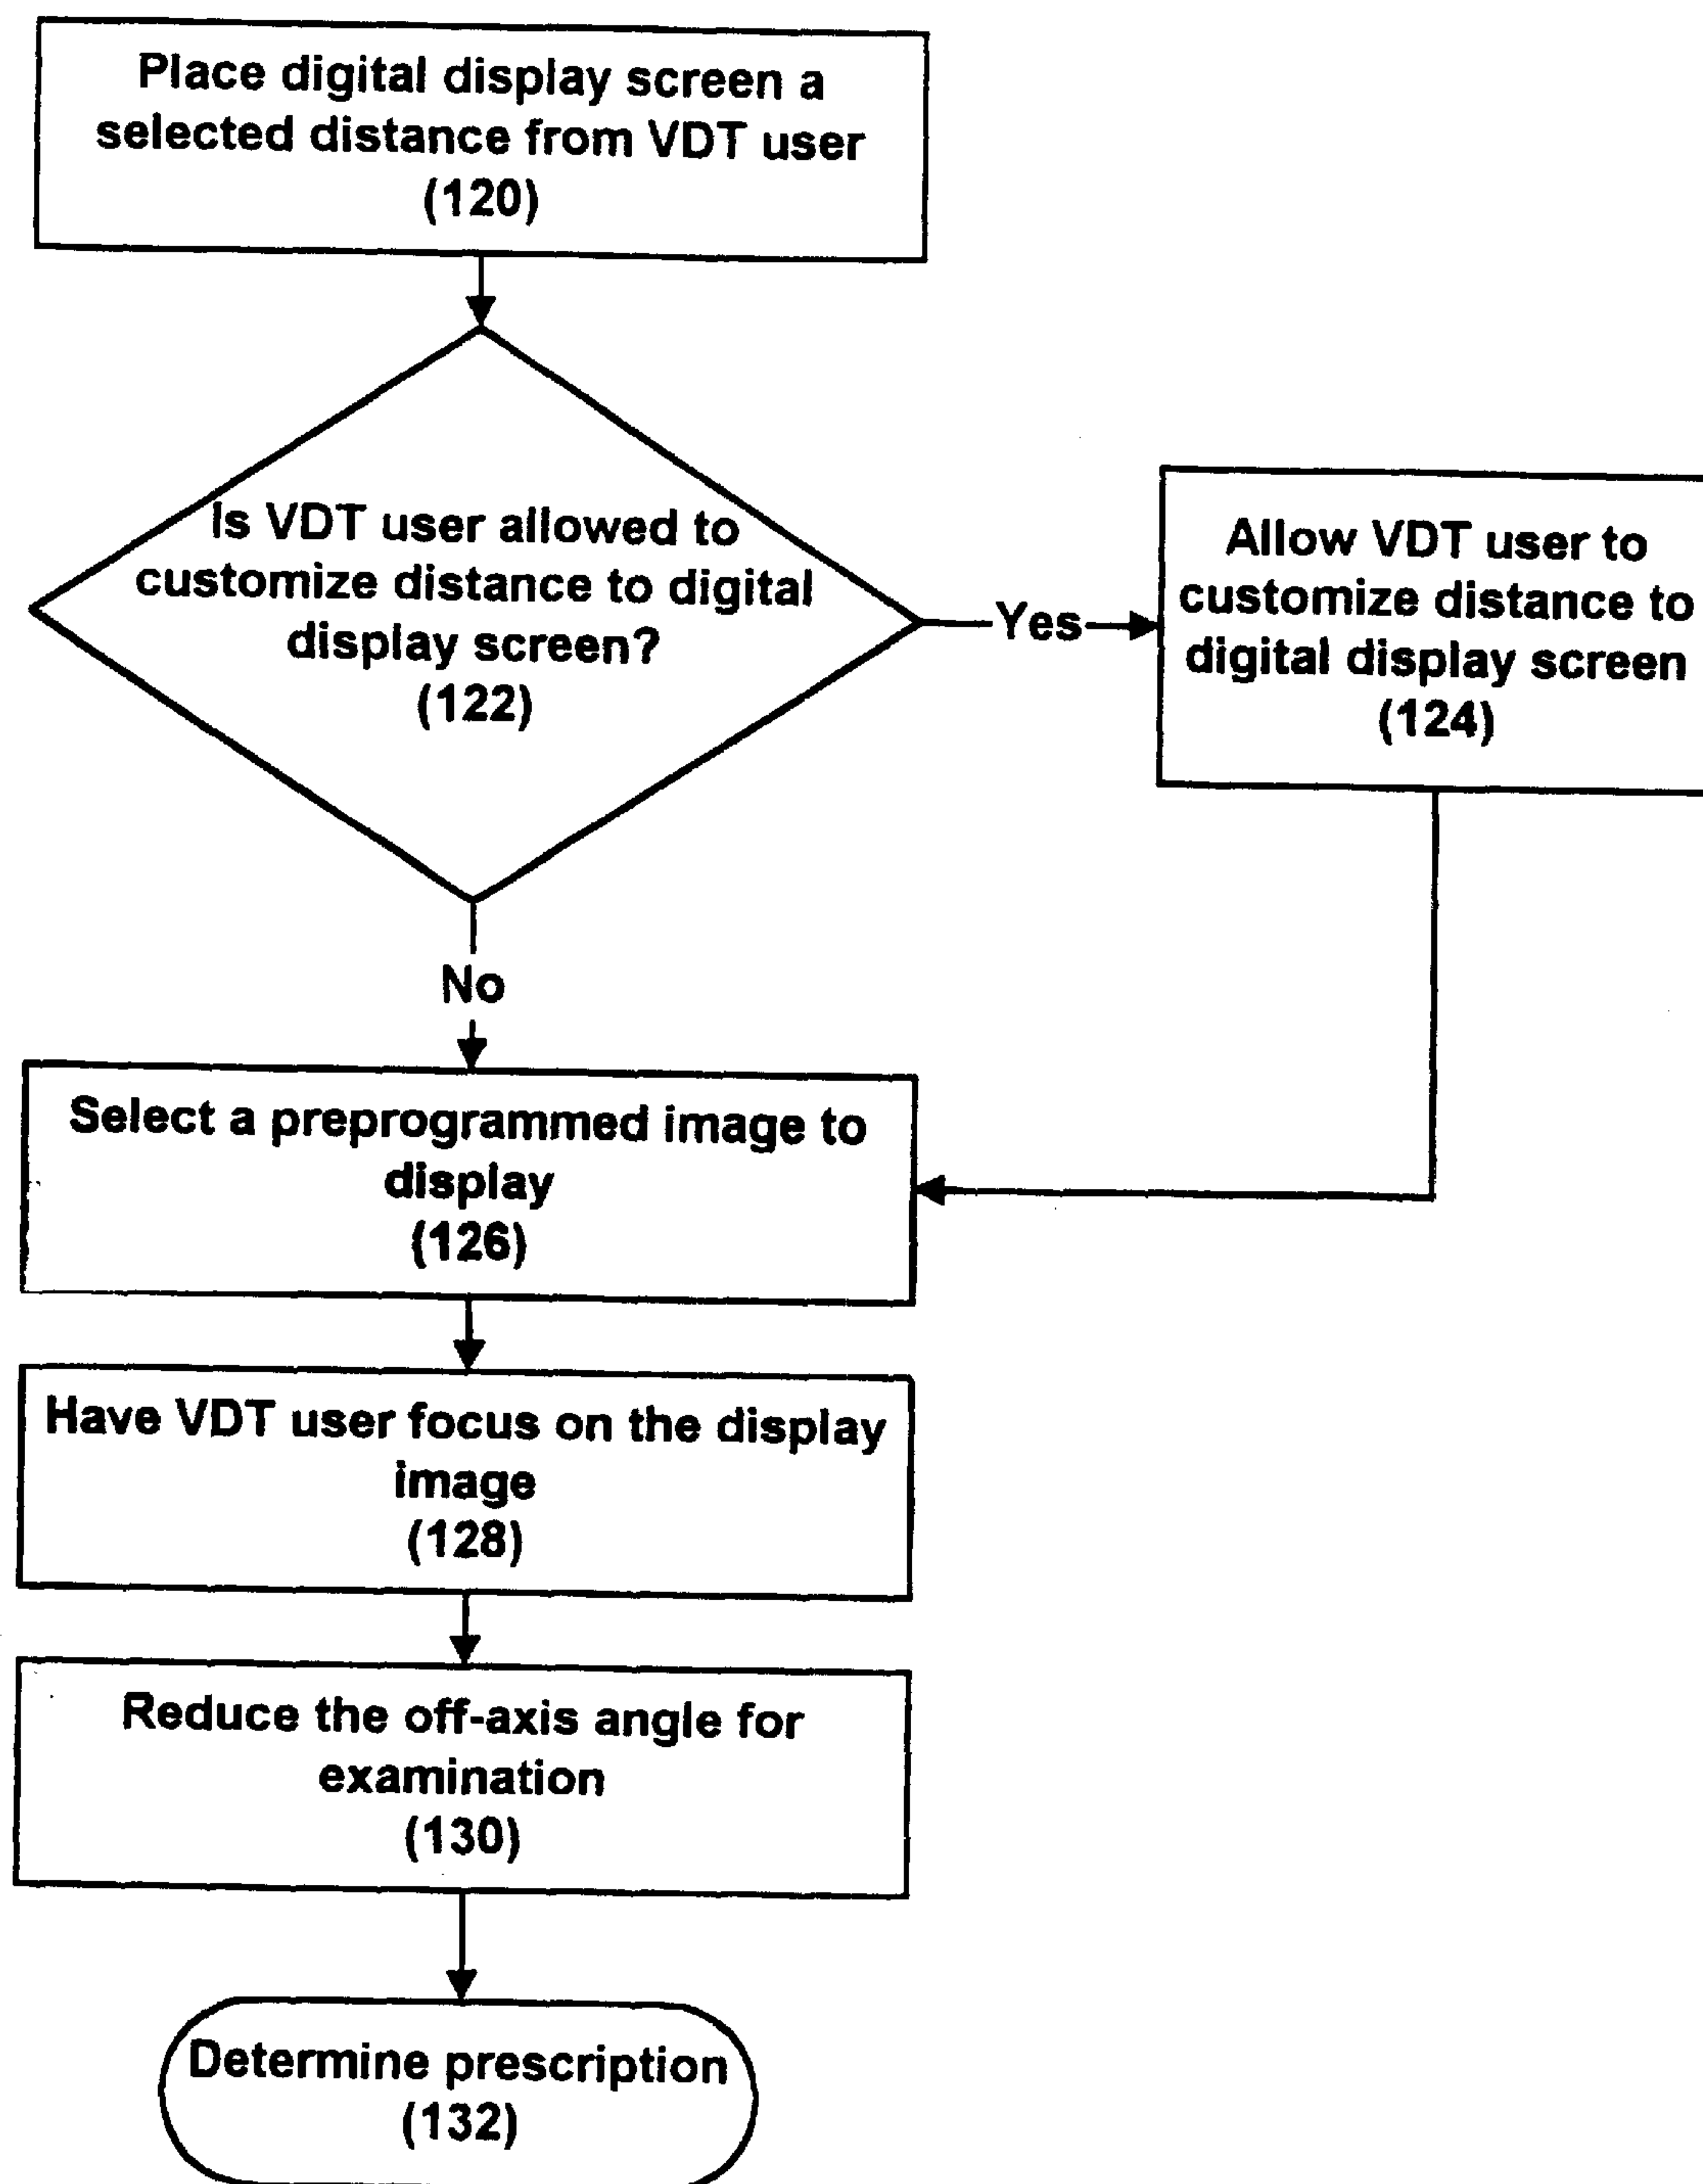 Place digital display screen a
selected distance from VDT user
(120)
Is VDT user allowed to
customize distance to digital
display screen?
(122)
Yes
Allow VDT user to
customize distance to
digital display screen
(124)
No
Select a preprogrammed image to
display
(126)
Have VDT user focus on the display
image
(128)
Reduce the off-axis angle for
examination
(130)
Determine prescription
(132)